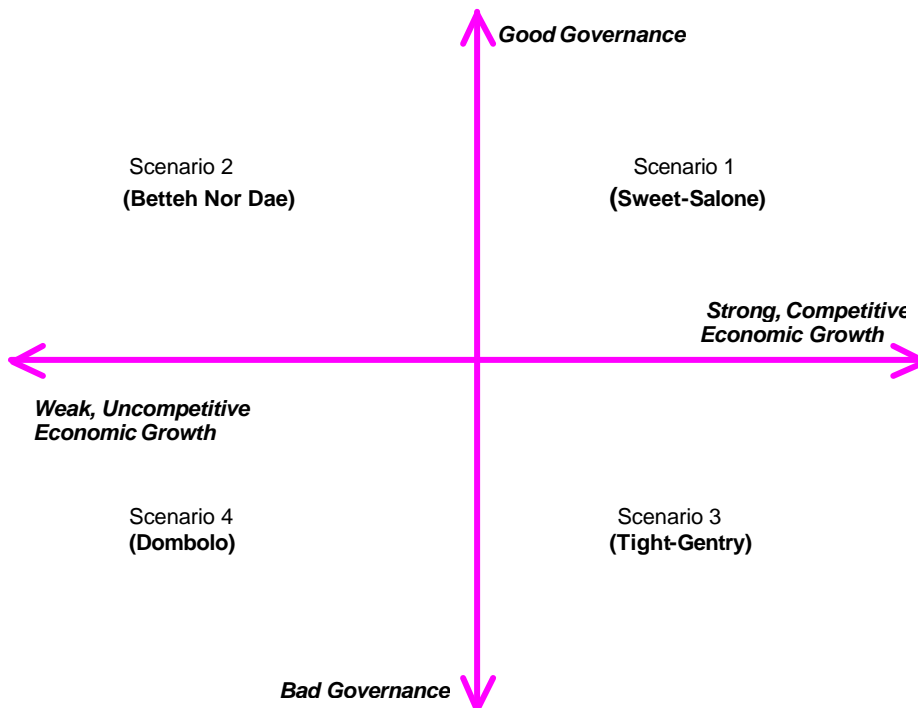 Good Governance
Scenario 2
(Betteh Nor Dae)
Scenario 1
(Sweet-Salone)
Strong, Competitive
Economic Growth
Weak, Uncompetitive
Economic Growth
Scenario 4
(Dombolo)
Scenario 3
(Tight-Gentry)
Bad Governance